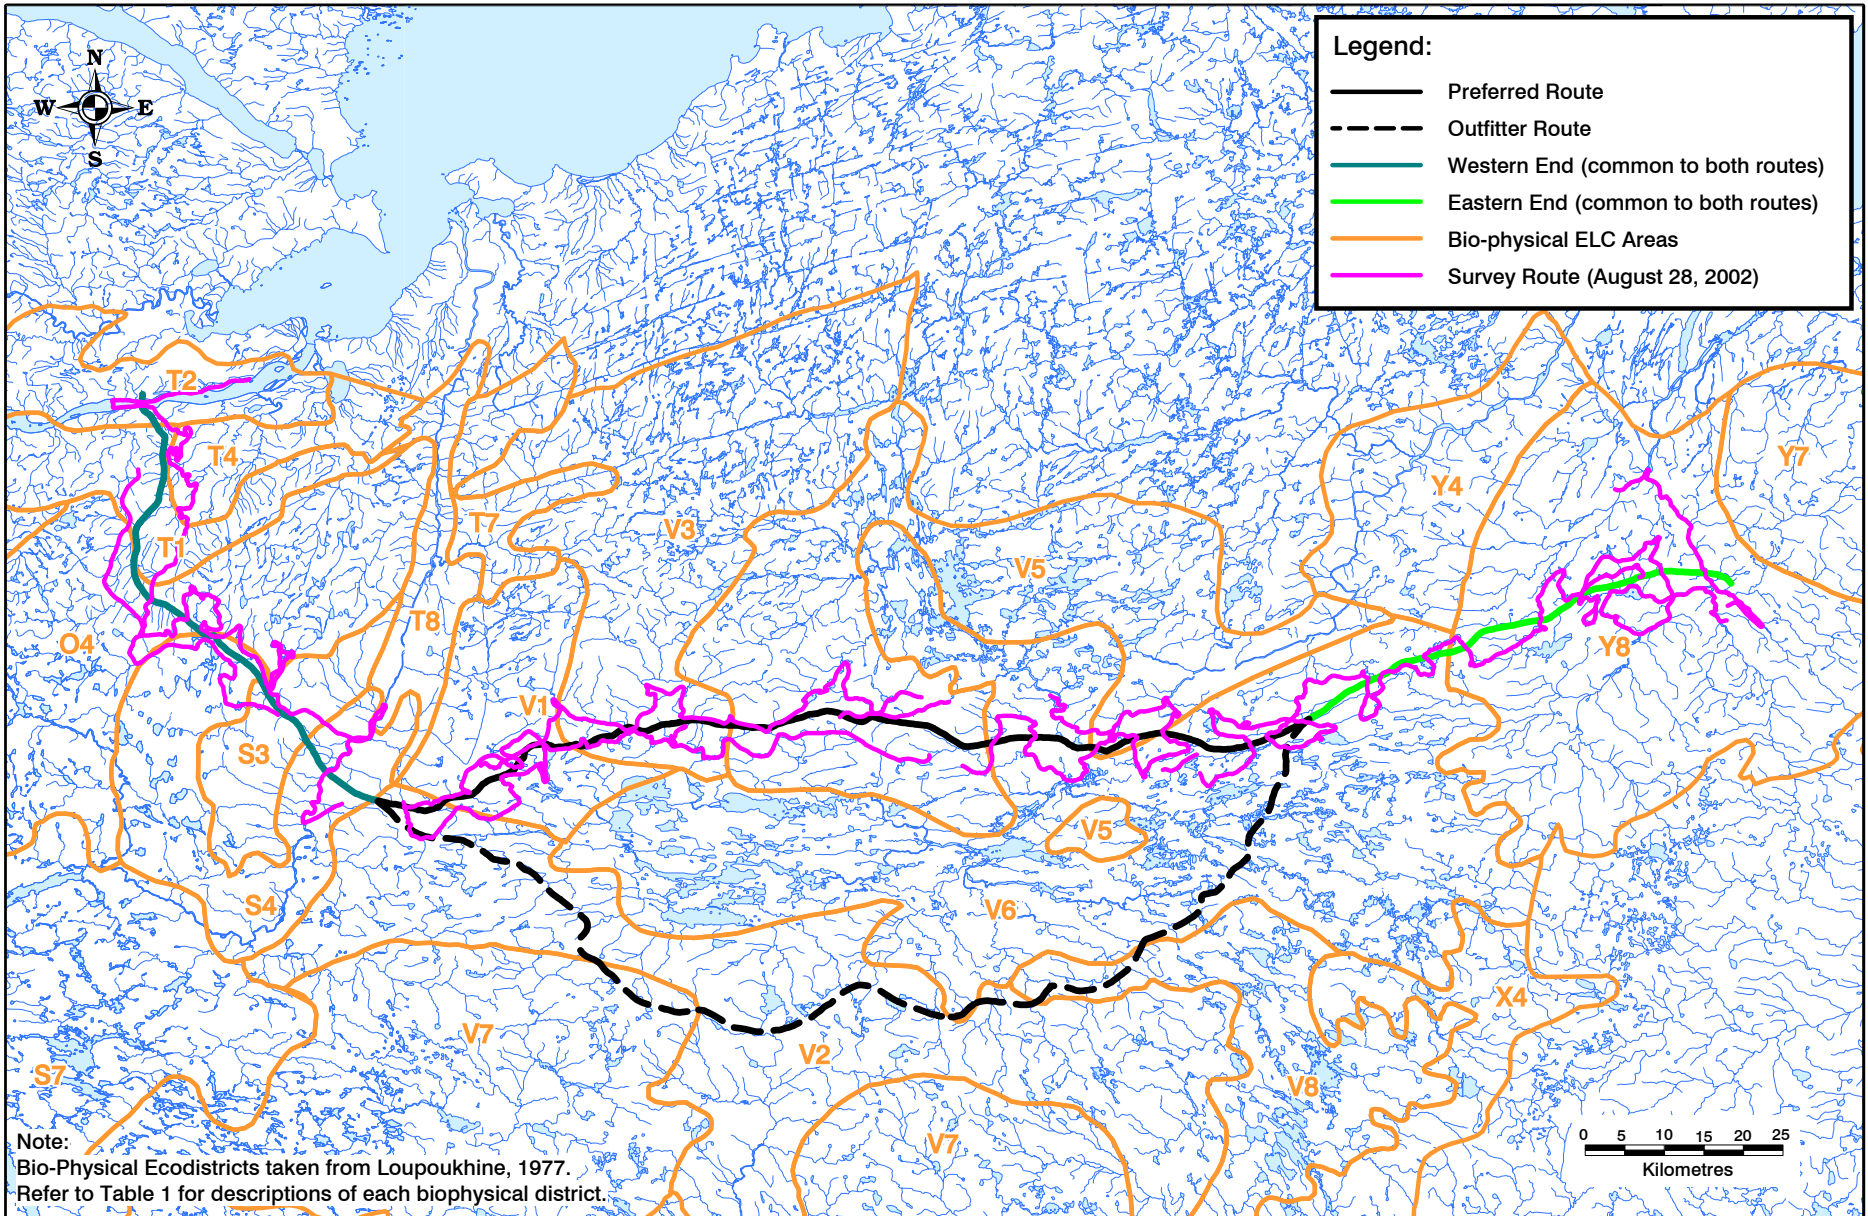 N
W E
S
Legend:
Preferred Route
Outfitter Route
Western End (common to both routes)
Eastern End (common to both routes)
Bio-physical ELC Areas
Survey Route (August 28, 2002)
T2
T4
Y7
Y4
T7
V3
T1
V5
T8
O4
Y8
V1
S3
V5
S4
V6
X4
V7
V2
S7
V8
V7
0 5 10 15 20 25
Kilometres
Note:
Bio-Physical Ecodistricts taken from Loupoukhine, 1977.
Refer to Table 1 for descriptions of each biophysical district.